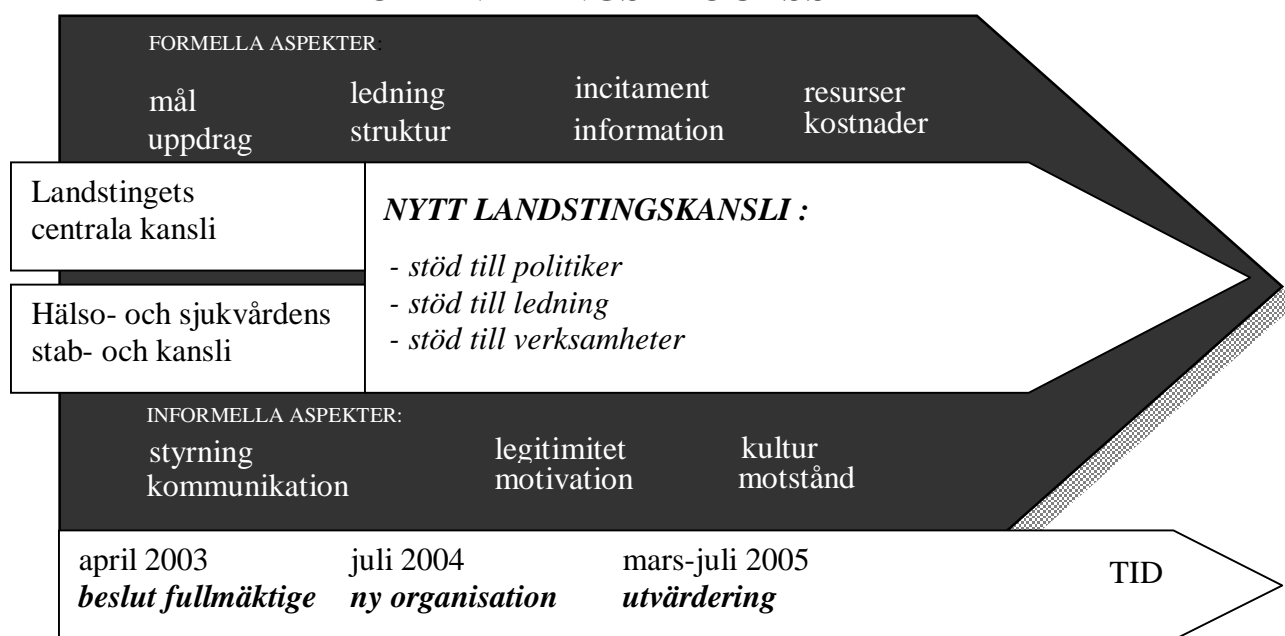 FORMELLA ASPEKTER:
mål
uppdrag
ledning
struktur
incitament
information
resurser
kostnader
Landstingets
centrala kansli
Hälso- och sjukvårdens
stab- och kansli
NYTT LANDSTINGSKANSLI :
- stöd till politiker
- stöd till ledning
- stöd till verksamheter
INFORMELLA ASPEKTER:
styrning
kommunikation
legitimitet
motivation
kultur
motstånd
april 2003
beslut fullmäktige
juli 2004
ny organisation
mars-juli 2005
utvärdering
TID